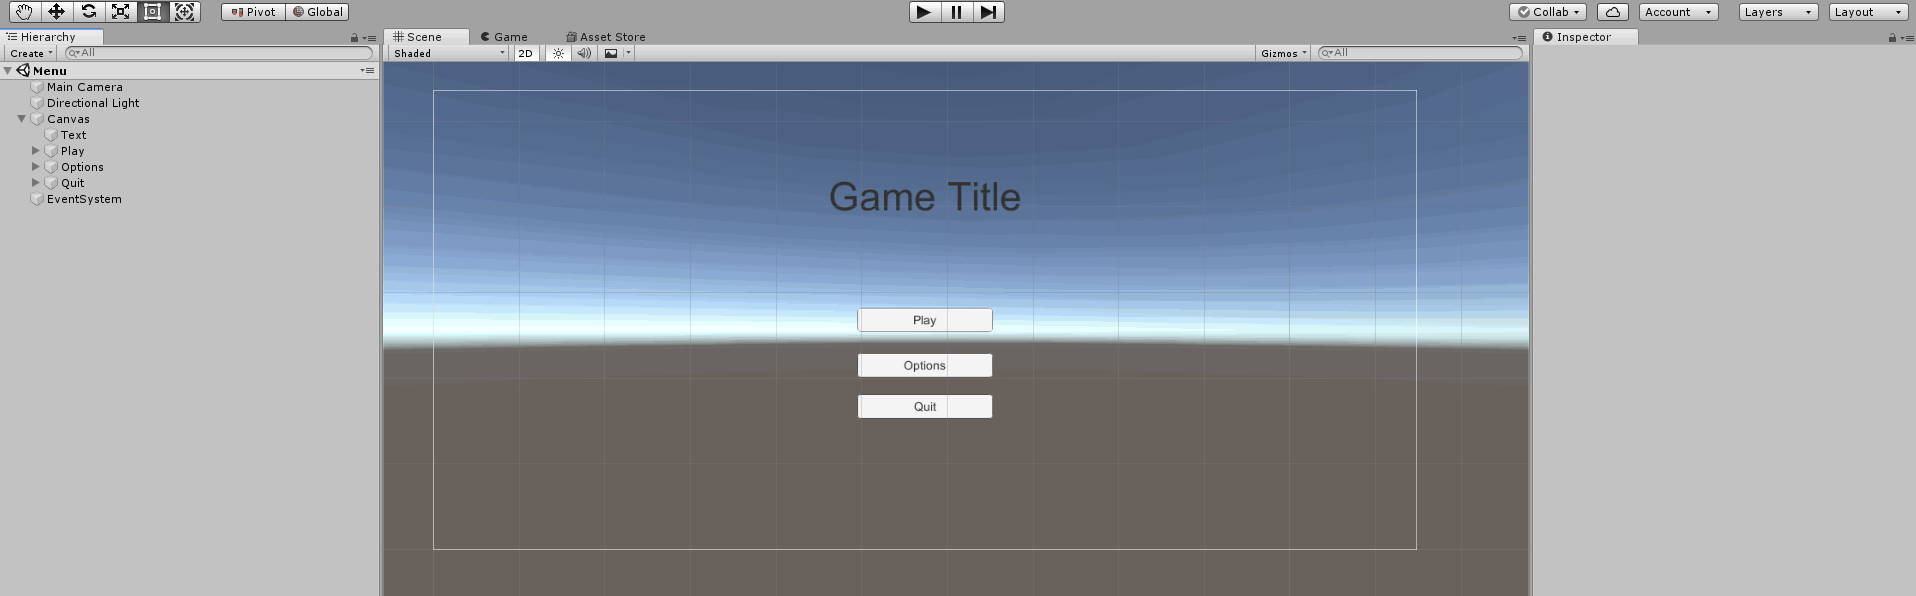 Pivot Global Collab Account Layers Layout
Hierarchy Scene Game Asset Store Inspector
Create All Shaded 2D Gizmos All
Menu
Main Camera
Directional Light
Canvas
Text
Play
Options
Quit
EventSystem
Game Title
Play
Options
Quit